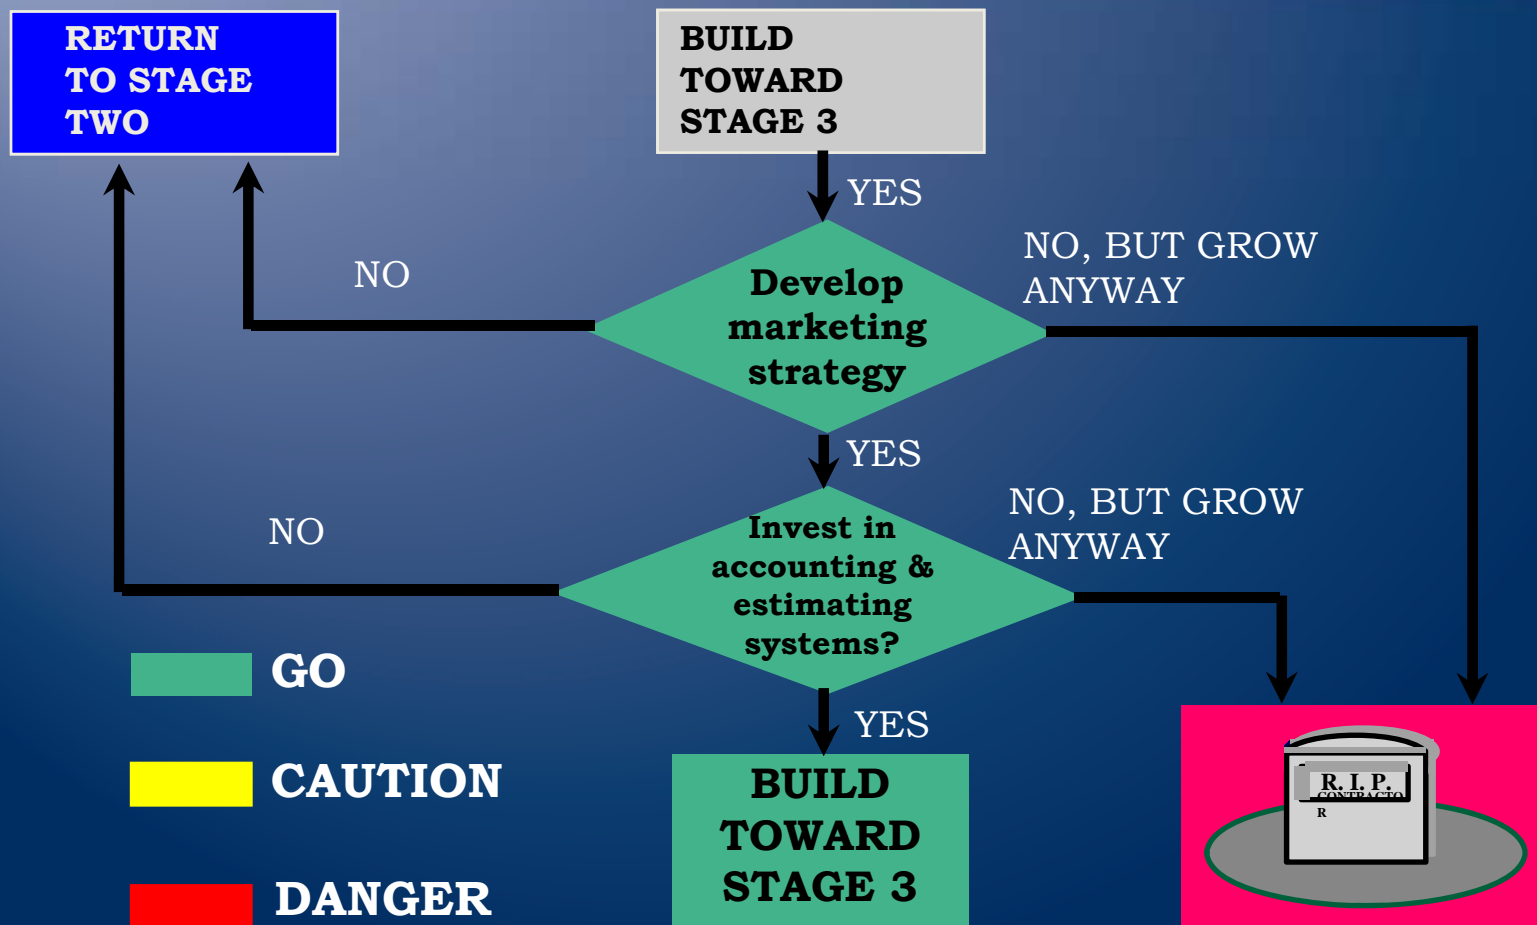 RETURN
TO STAGE
TWO
BUILD
TOWARD
STAGE 3
YES
NO
Develop
marketing
strategy
NO, BUT GROW
ANYWAY
YES
NO
Invest in
accounting &
estimating
systems?
NO, BUT GROW
ANYWAY
YES
GO
CAUTION
DANGER
BUILD
TOWARD
STAGE 3
R. I. P.
CONTRACTO
R